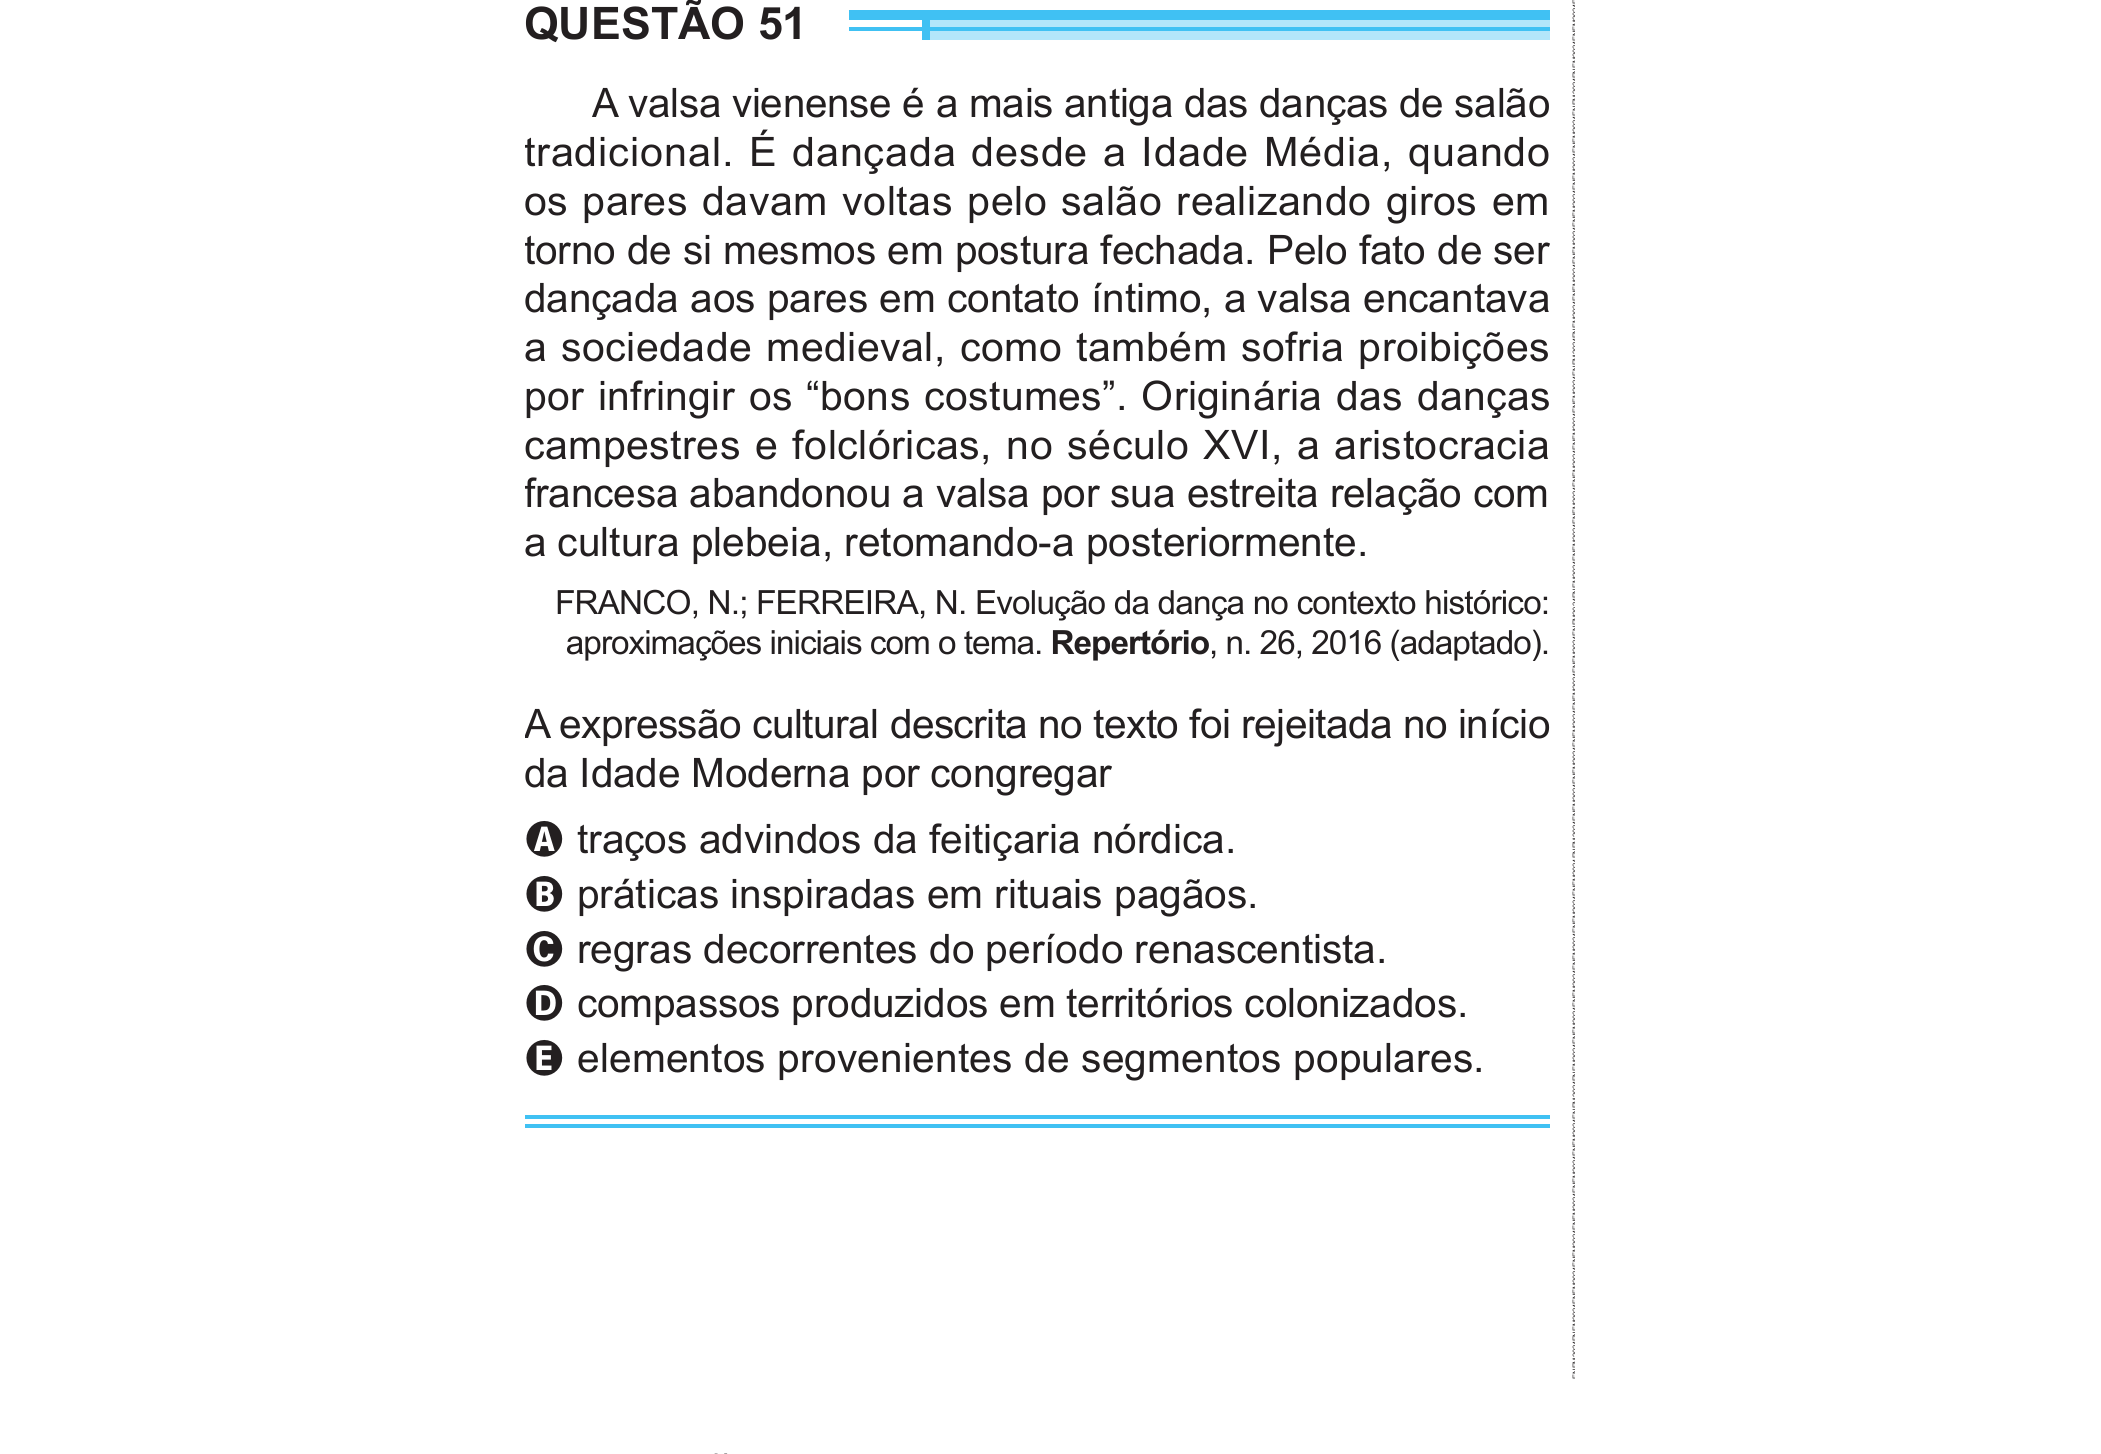 QUESTÃO 51
A valsa vienense é a mais antiga das danças de salão
tradicional. É dançada desde a Idade Média, quando
os pares davam voltas pelo salão realizando giros em
torno de si mesmos em postura fechada. Pelo fato de ser
dançada aos pares em contato íntimo, a valsa encantava
a sociedade medieval, como também sofria proibições
por infringir os “bons costumes”. Originária das danças
campestres e folclóricas, no século XVI, a aristocracia
francesa abandonou a valsa por sua estreita relação com
a cultura plebeia, retomando-a posteriormente.
FRANCO, N.; FERREIRA, N. Evolução da dança no contexto histórico:
aproximações iniciais com o tema. Repertório, n. 26, 2016 (adaptado).
A expressão cultural descrita no texto foi rejeitada no início
da Idade Moderna por congregar
A traços advindos da feitiçaria nórdica.
B práticas inspiradas em rituais pagãos.
C regras decorrentes do período renascentista.
D compassos produzidos em territórios colonizados.
E elementos provenientes de segmentos populares.